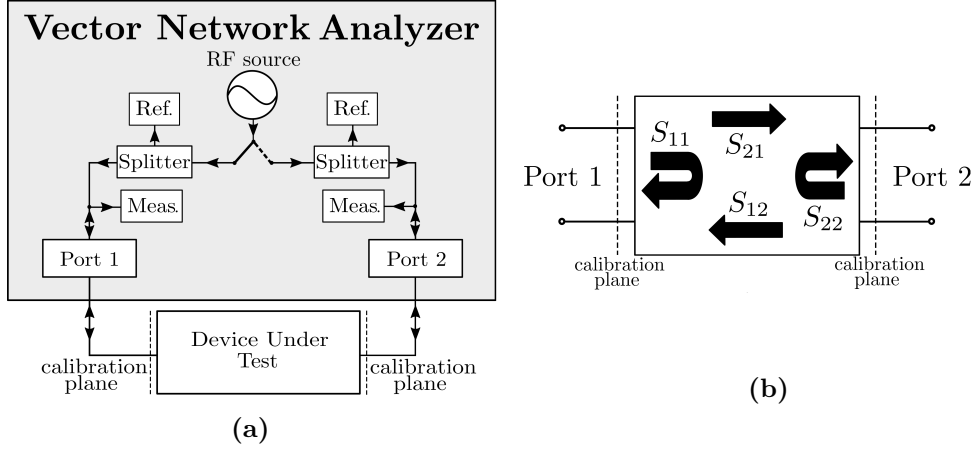 Vector Network Analyzer
RF source
Ref.
Ref.
Splitter
Splitter
Meas.
Meas.
Port 1
Port 2
Device Under
Test
calibration
plane
calibration
plane
(a)
S11
S21
S12
S22
Port 1
Port 2
calibration
plane
calibration
plane
(b)